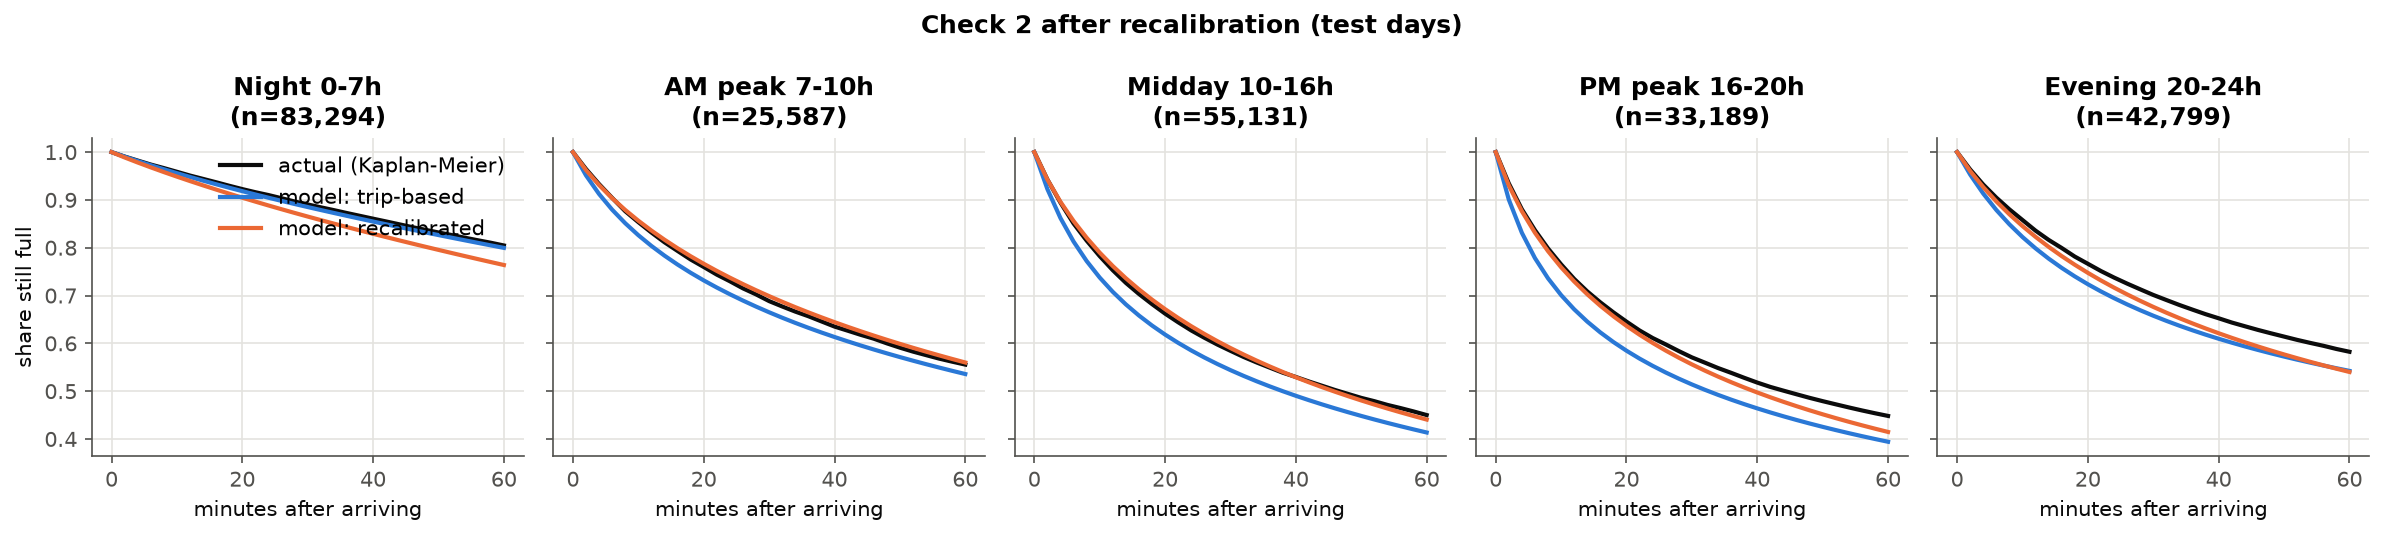 Check 2 after recalibration (test days)
Night 0-7h
(n=83,294)
AM peak 7-10h
(n=25,587)
Midday 10-16h
(n=55,131)
PM peak 16-20h
(n=33,189)
Evening 20-24h
(n=42,799)
share still full
1.0
0.9
0.8
0.7
0.6
0.5
0.4
actual (Kaplan-Meier)
model: trip-based
model: recalibrated
0 20 40 60
0 20 40 60
0 20 40 60
0 20 40 60
0 20 40 60
minutes after arriving
minutes after arriving
minutes after arriving
minutes after arriving
minutes after arriving